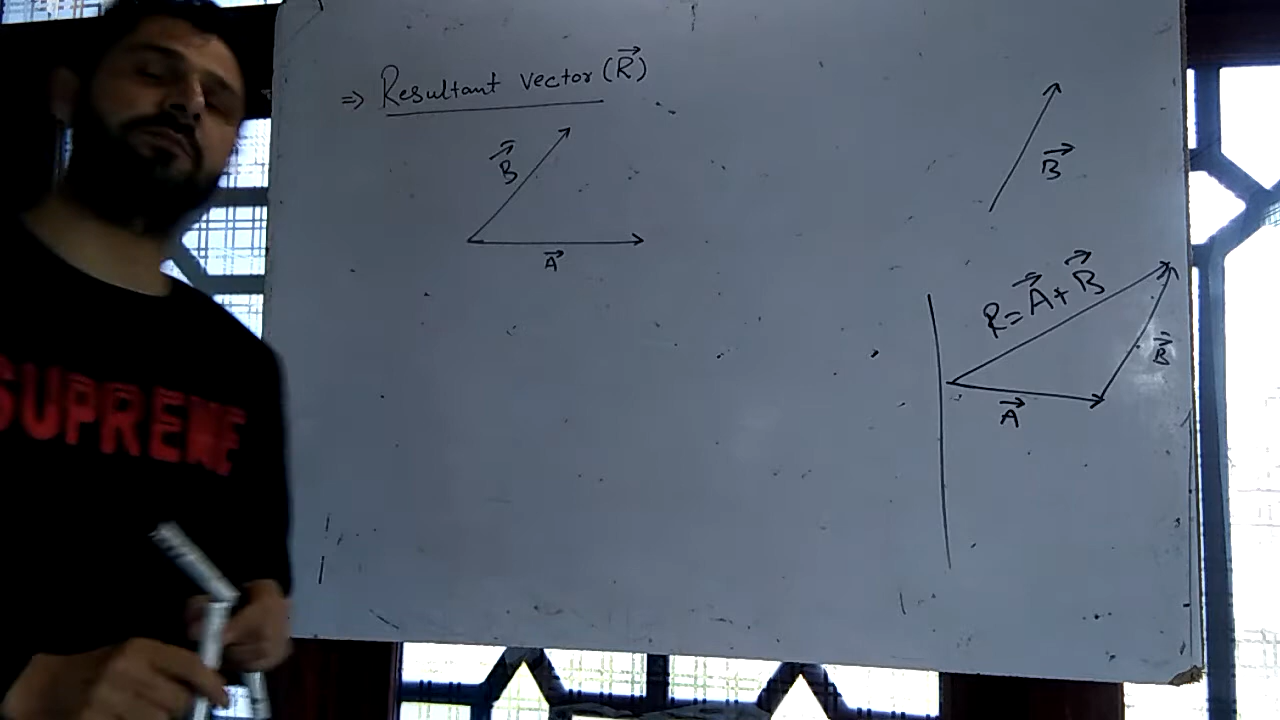 ⇒ Resultant vector (R⃗)
B⃗
A⃗
B⃗
R = A⃗ + B⃗
B⃗
A⃗
SUPREME